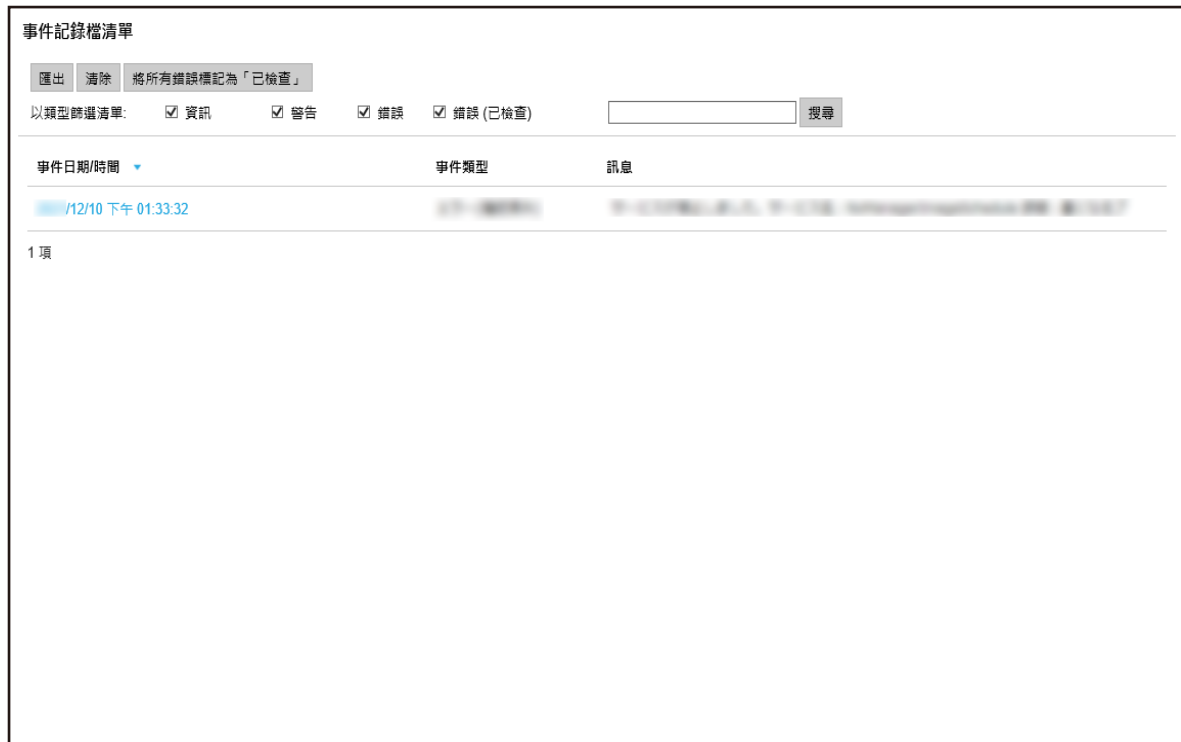 事件記錄檔清單
匯出 清除 將所有錯誤標記為「已檢查」
以類型篩選清單: 資訊 警告 錯誤 錯誤 (已檢查) 搜尋
事件日期/時間 事件類型 訊息
/12/10 下午 01:33:32
1 項